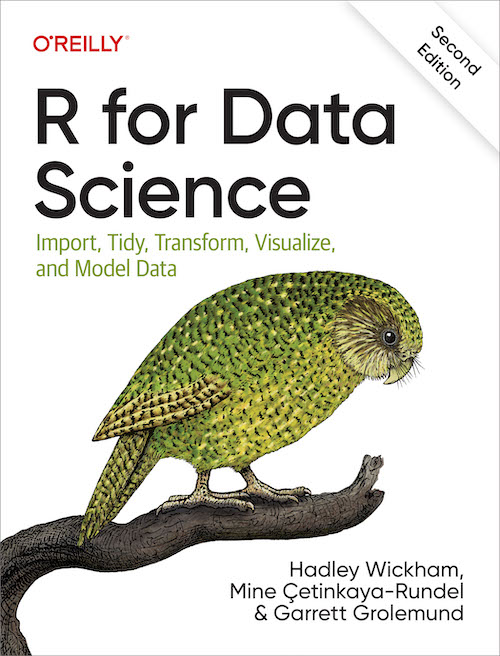 O'REILLY®
Second
Edition
R for Data
Science
Import, Tidy, Transform, Visualize,
and Model Data
Hadley Wickham,
Mine Çetinkaya-Rundel
& Garrett Grolemund